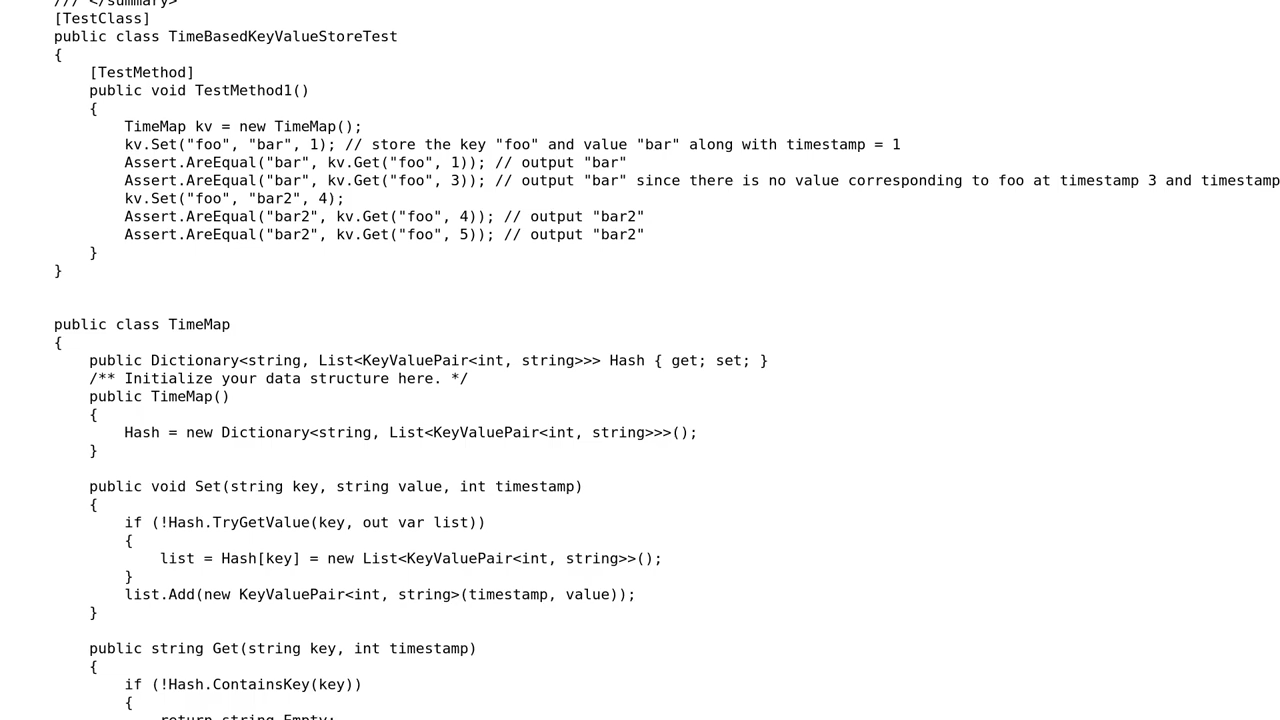 /// </summary>
[TestClass]
public class TimeBasedKeyValueStoreTest
{
    [TestMethod]
    public void TestMethod1()
    {
        TimeMap kv = new TimeMap();
        kv.Set("foo", "bar", 1); // store the key "foo" and value "bar" along with timestamp = 1
        Assert.AreEqual("bar", kv.Get("foo", 1)); // output "bar"
        Assert.AreEqual("bar", kv.Get("foo", 3)); // output "bar" since there is no value corresponding to foo at timestamp 3 and timestamp
        kv.Set("foo", "bar2", 4);
        Assert.AreEqual("bar2", kv.Get("foo", 4)); // output "bar2"
        Assert.AreEqual("bar2", kv.Get("foo", 5)); // output "bar2"
    }
}
public class TimeMap
{
    public Dictionary<string, List<KeyValuePair<int, string>>> Hash { get; set; }
    /** Initialize your data structure here. */
    public TimeMap()
    {
        Hash = new Dictionary<string, List<KeyValuePair<int, string>>>();
    }
    public void Set(string key, string value, int timestamp)
    {
        if (!Hash.TryGetValue(key, out var list))
        {
            list = Hash[key] = new List<KeyValuePair<int, string>>();
        }
        list.Add(new KeyValuePair<int, string>(timestamp, value));
    }
    public string Get(string key, int timestamp)
    {
        if (!Hash.ContainsKey(key))
        {
            return string.Empty;